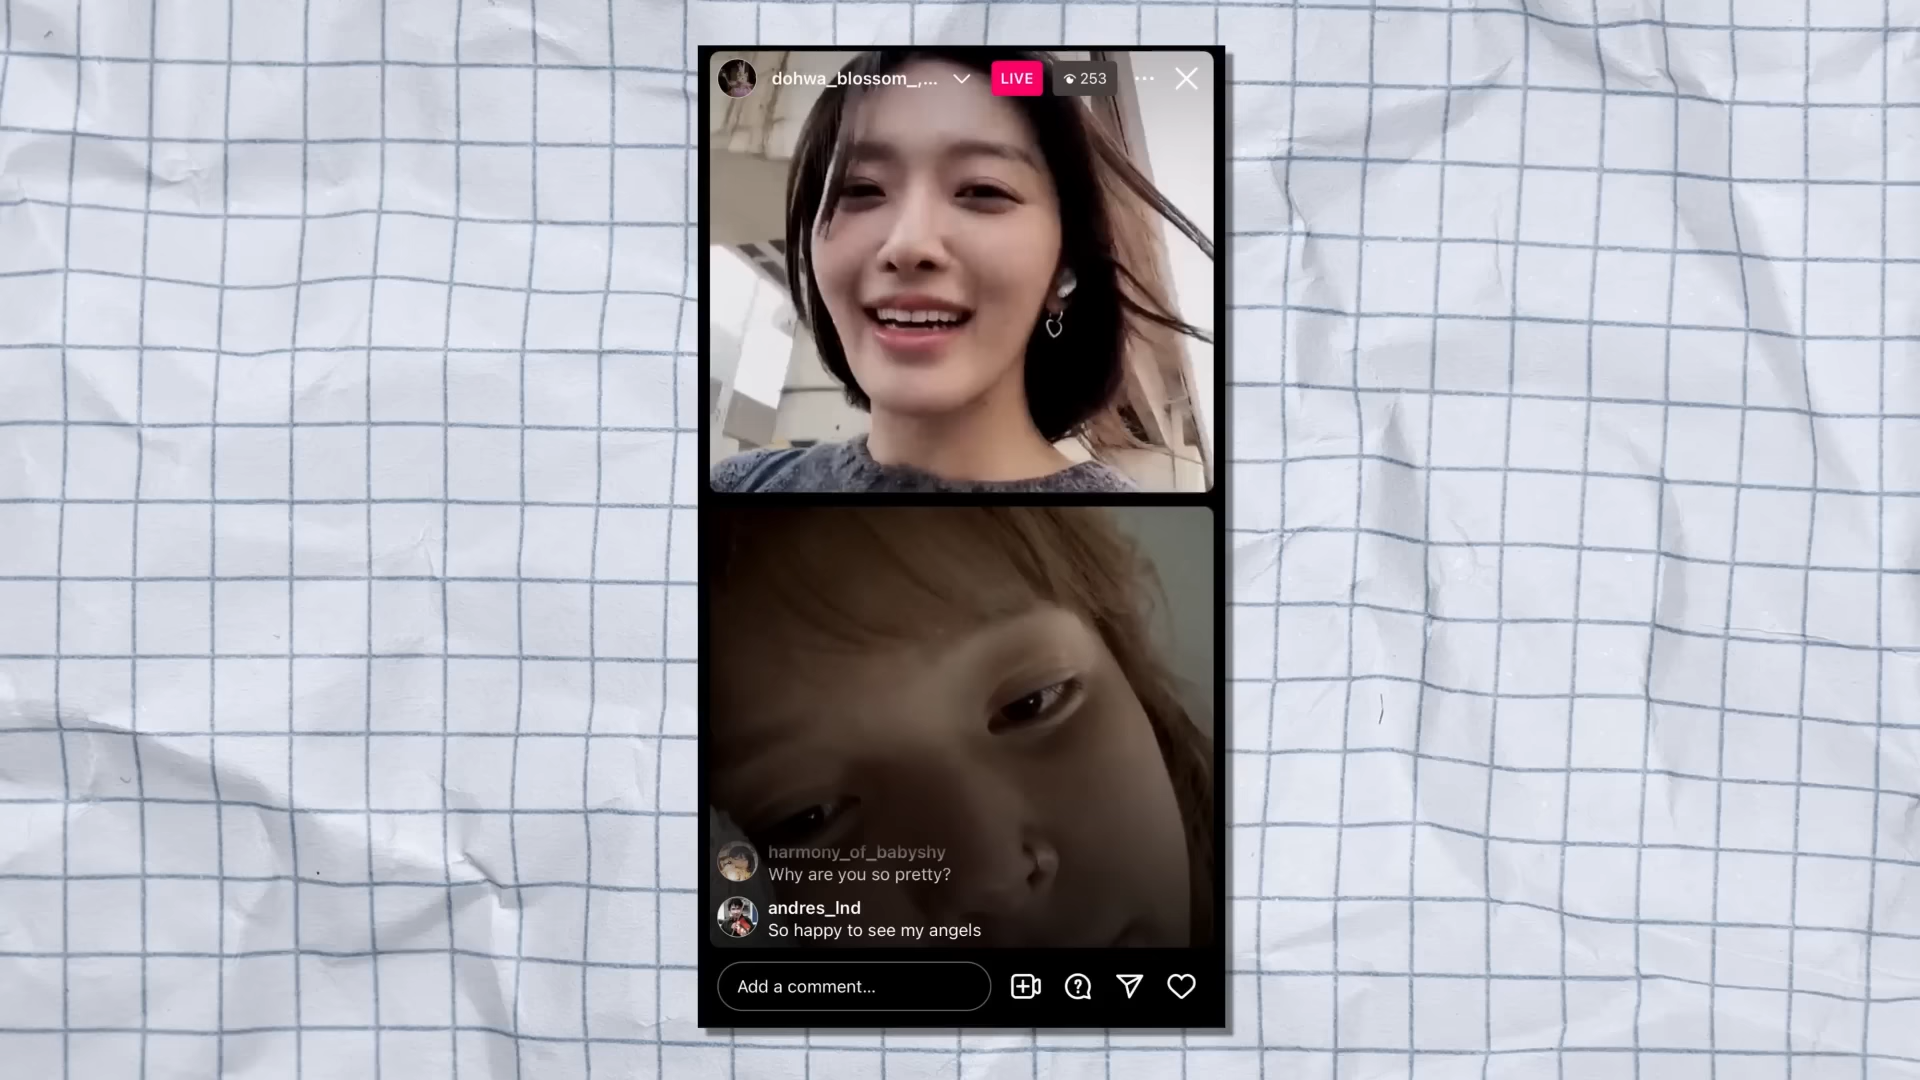 dohwa_blossom_,... LIVE 253
harmony_of_babyshy
Why are you so pretty?
andres_lnd
So happy to see my angels
Add a comment...